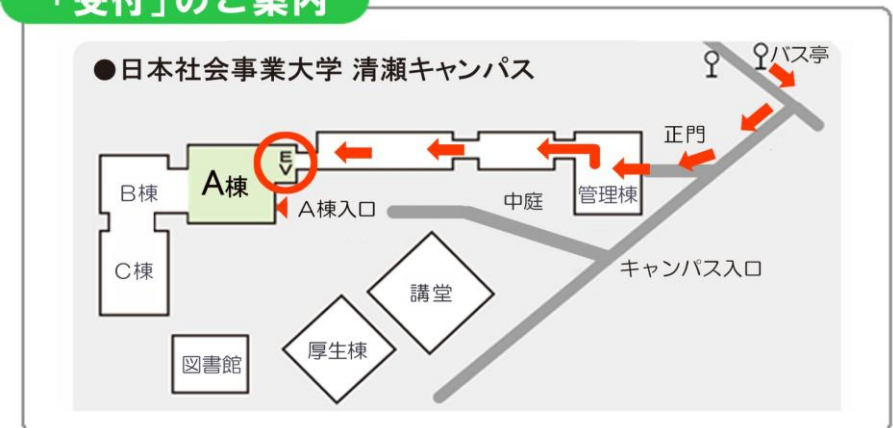 「受付」のご案内
●日本社会事業大学 清瀬キャンパス
バス亭
正門
EV
B棟
A棟
A棟入口
中庭
管理棟
C棟
キャンパス入口
講堂
厚生棟
図書館